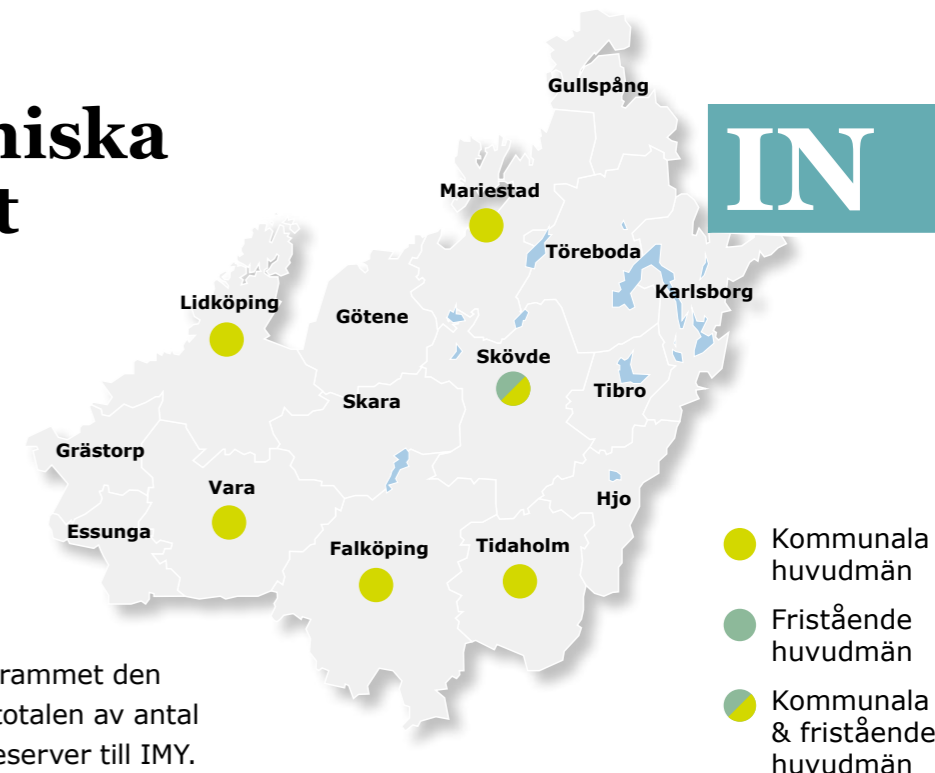 niska
t
IN
Gullspång
Mariestad
Töreboda
Karlsborg
Lidköping
Götene
Skövde
Tibro
Skara
Grästorp
Vara
Hjo
Essunga
Falköping
Tidaholm
Kommunala
huvudmän
Fristående
huvudmän
Kommunala
& fristående
huvudmän
rammet den
totalen av antal
eserver till IMY.